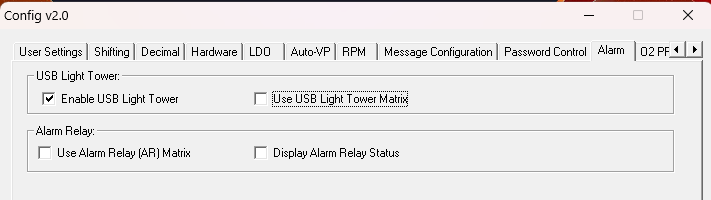 Config v2.0
User Settings Shifting Decimal Hardware LDO Auto-VP RPM Message Configuration Password Control Alarm O2 PF
USB Light Tower:
Enable USB Light Tower Use USB Light Tower Matrix
Alarm Relay:
Use Alarm Relay (AR) Matrix Display Alarm Relay Status